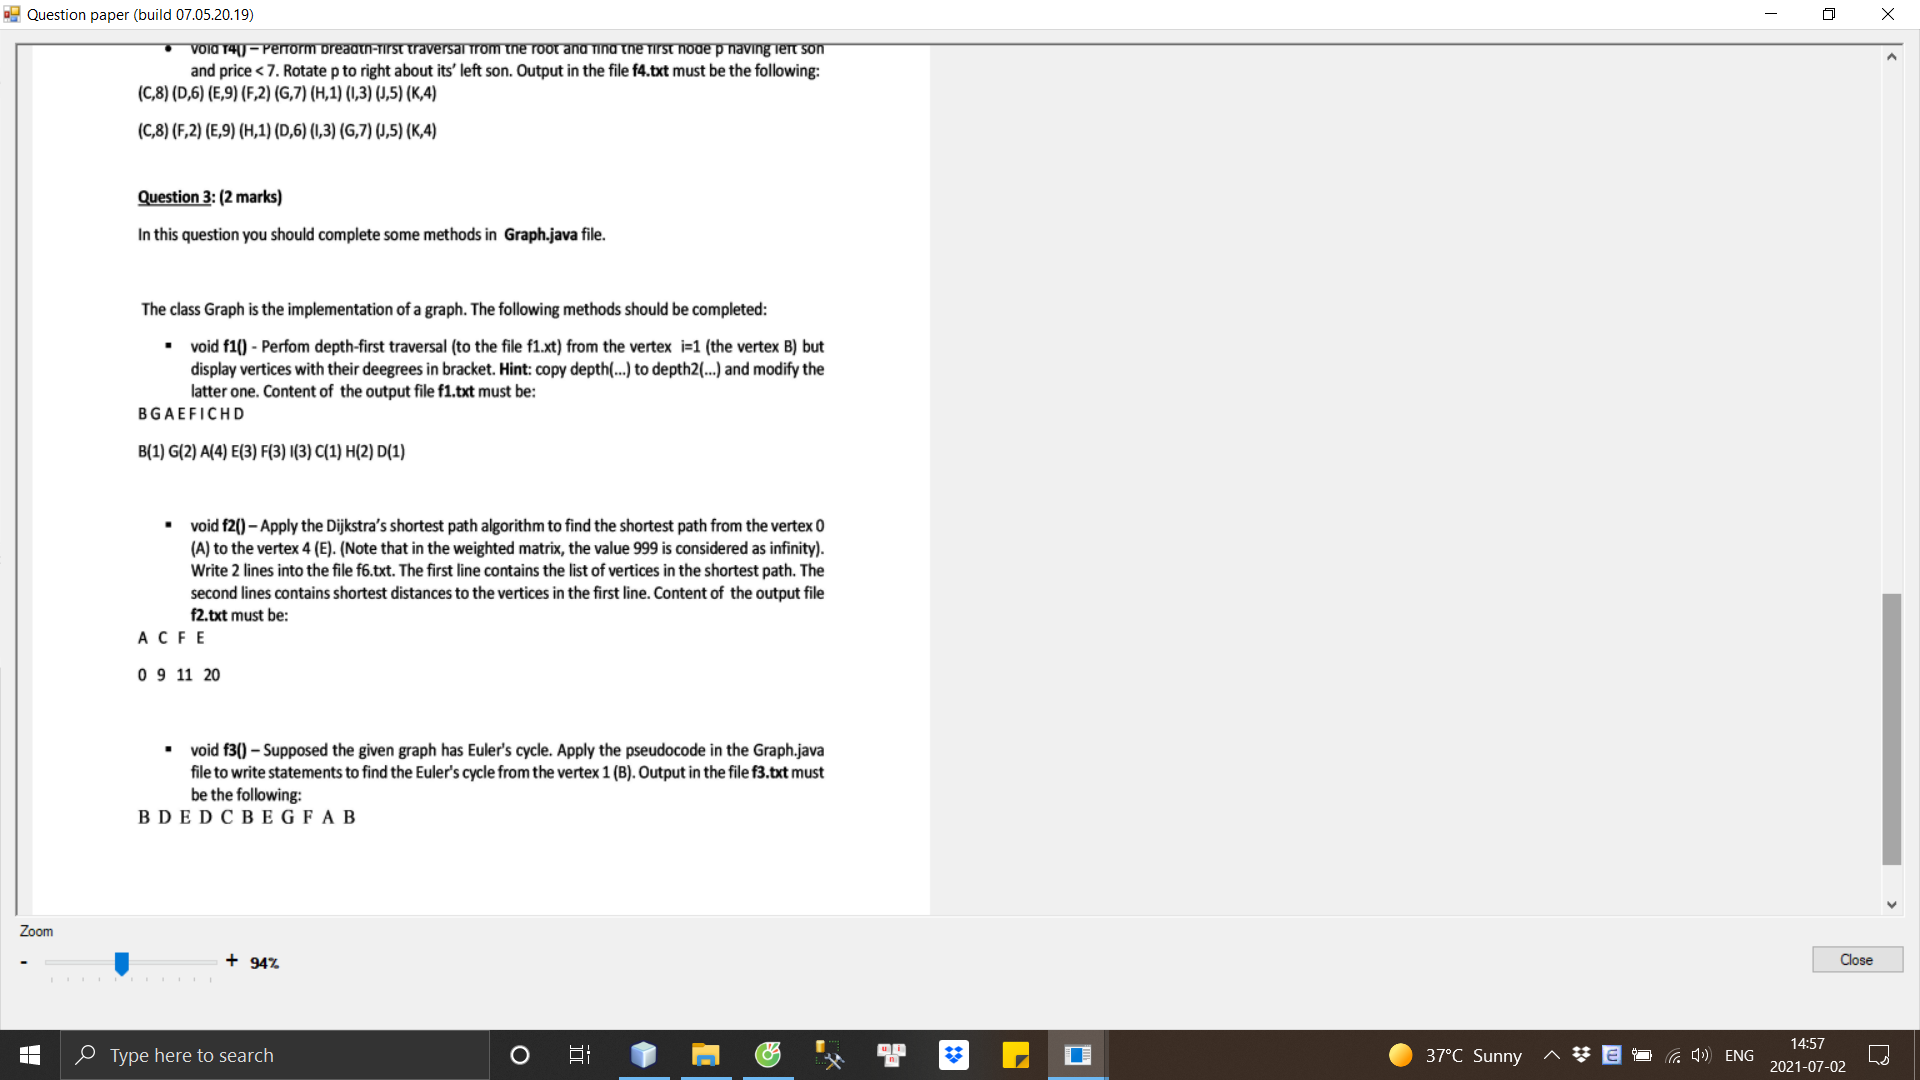 Question paper (build 07.05.20.19)
• void f4() – Perform breadth-first traversal from the root and find the first node p having left son
and price < 7. Rotate p to right about its' left son. Output in the file f4.txt must be the following:
(C,8) (D,6) (E,9) (F,2) (G,7) (H,1) (I,3) (J,5) (K,4)
(C,8) (F,2) (E,9) (H,1) (D,6) (I,3) (G,7) (J,5) (K,4)
Question 3: (2 marks)
In this question you should complete some methods in Graph.java file.
The class Graph is the implementation of a graph. The following methods should be completed:
▪ void f1() - Perfom depth-first traversal (to the file f1.xt) from the vertex i=1 (the vertex B) but
display vertices with their deegrees in bracket. Hint: copy depth(...) to depth2(...) and modify the
latter one. Content of the output file f1.txt must be:
B G A E F I C H D
B(1) G(2) A(4) E(3) F(3) I(3) C(1) H(2) D(1)
▪ void f2() – Apply the Dijkstra's shortest path algorithm to find the shortest path from the vertex 0
(A) to the vertex 4 (E). (Note that in the weighted matrix, the value 999 is considered as infinity).
Write 2 lines into the file f6.txt. The first line contains the list of vertices in the shortest path. The
second lines contains shortest distances to the vertices in the first line. Content of the output file
f2.txt must be:
A C F E
0 9 11 20
▪ void f3() – Supposed the given graph has Euler's cycle. Apply the pseudocode in the Graph.java
file to write statements to find the Euler's cycle from the vertex 1 (B). Output in the file f3.txt must
be the following:
B D E D C B E G F A B
Zoom
- + 94%
Close
Type here to search
37°C Sunny
ENG
14:57
2021-07-02